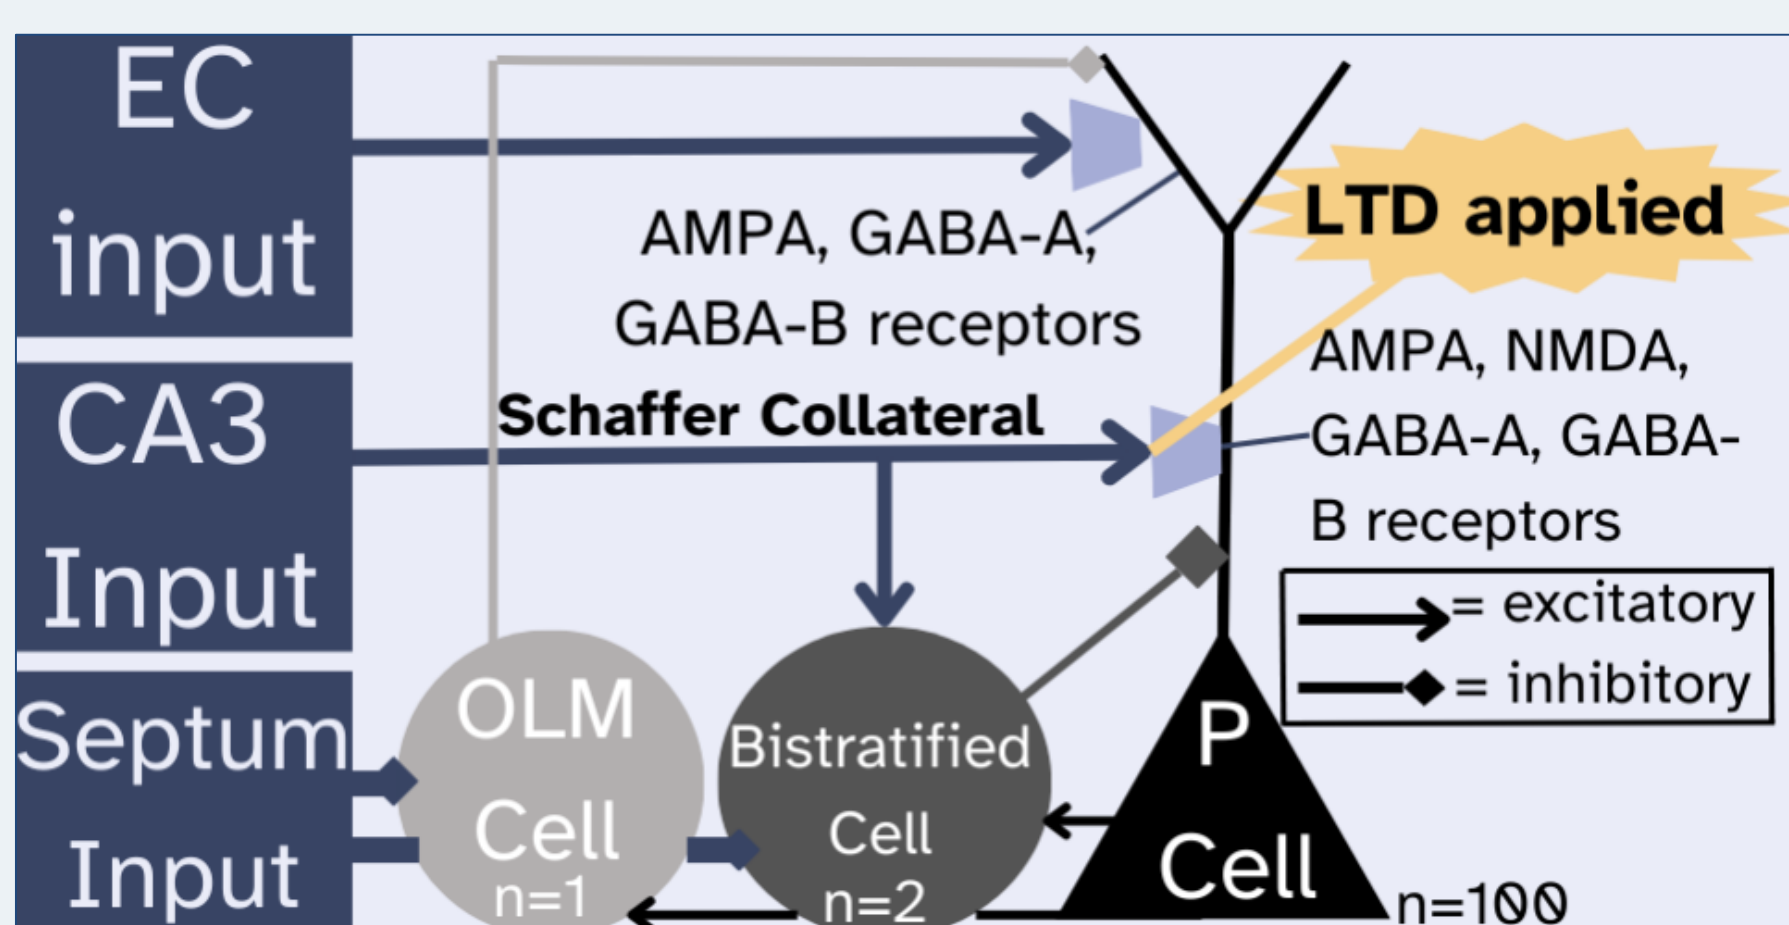 EC
input
CA3
Input
Septum
Input
AMPA, GABA-A,
GABA-B receptors
Schaffer Collateral
LTD applied
AMPA, NMDA,
GABA-A, GABA-
B receptors
= excitatory
= inhibitory
OLM
Cell
n=1
Bistratified
Cell
n=2
P
Cell
n=100